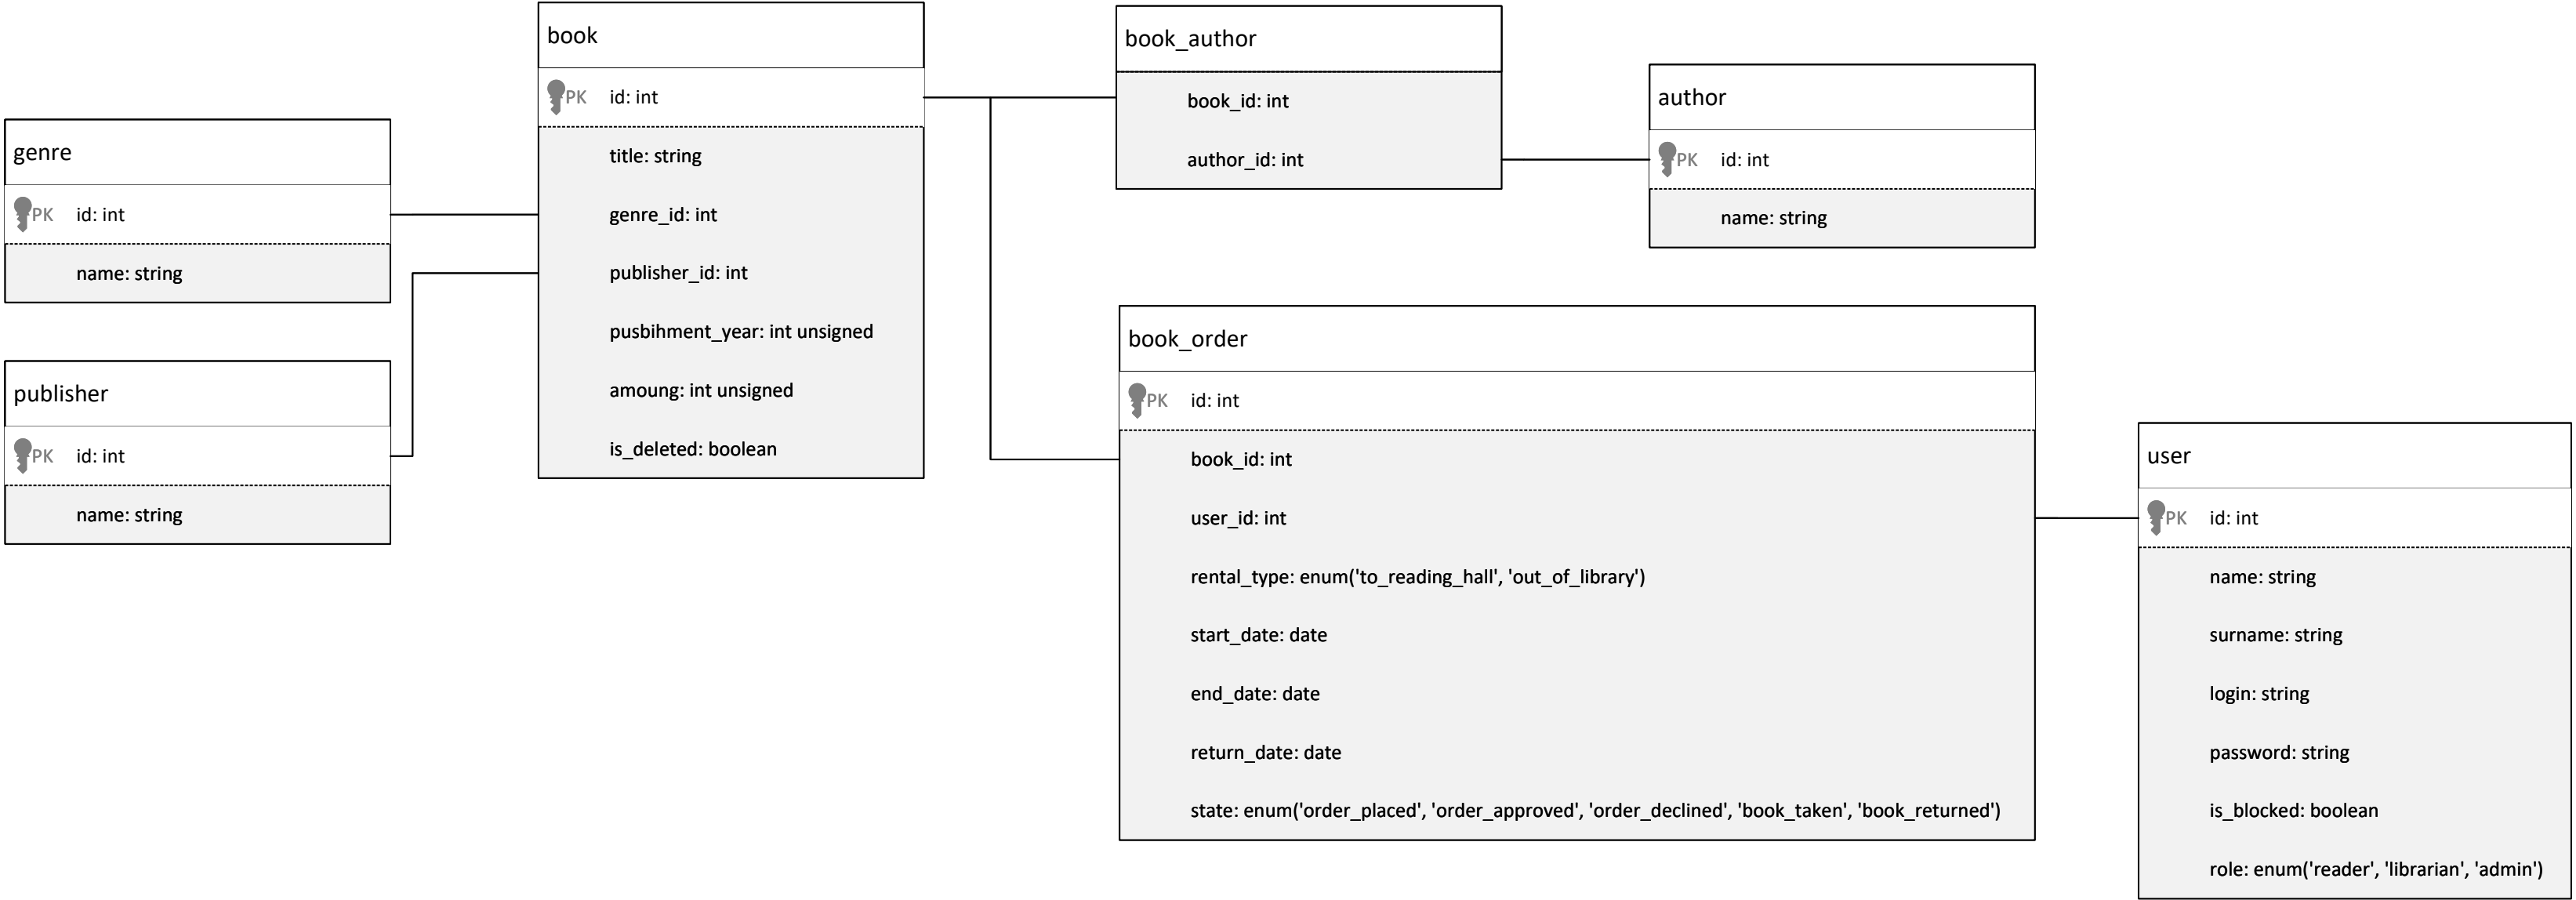 genre
PK id: int
name: string
publisher
PK id: int
name: string
book
PK id: int
title: string
genre_id: int
publisher_id: int
pusbihment_year: int unsigned
amoung: int unsigned
is_deleted: boolean
book_author
book_id: int
author_id: int
author
PK id: int
name: string
book_order
PK id: int
book_id: int
user_id: int
rental_type: enum('to_reading_hall', 'out_of_library')
start_date: date
end_date: date
return_date: date
state: enum('order_placed', 'order_approved', 'order_declined', 'book_taken', 'book_returned')
user
PK id: int
name: string
surname: string
login: string
password: string
is_blocked: boolean
role: enum('reader', 'librarian', 'admin')